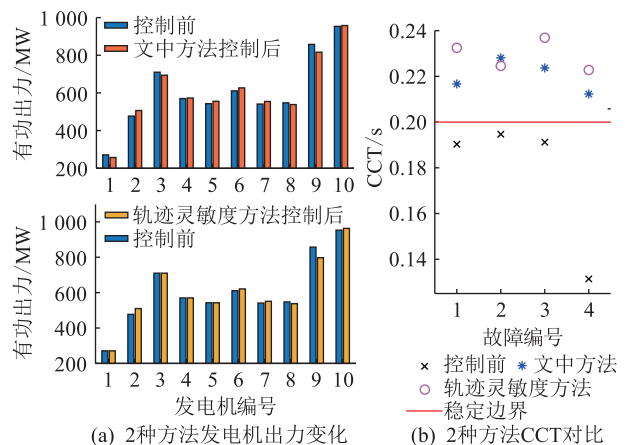 1 000
800
600
400
200
有功出力/MW
控制前
文中方法控制后
1 2 3 4 5 6 7 8 9 10
1 000
800
600
400
200
有功出力/MW
轨迹灵敏度方法控制后
控制前
1 2 3 4 5 6 7 8 9 10
发电机编号
(a) 2种方法发电机出力变化
0.24
0.22
0.20
0.18
0.16
0.14
CCT/s
1 2 3 4
故障编号
控制前 文中方法
轨迹灵敏度方法
稳定边界
(b) 2种方法CCT对比